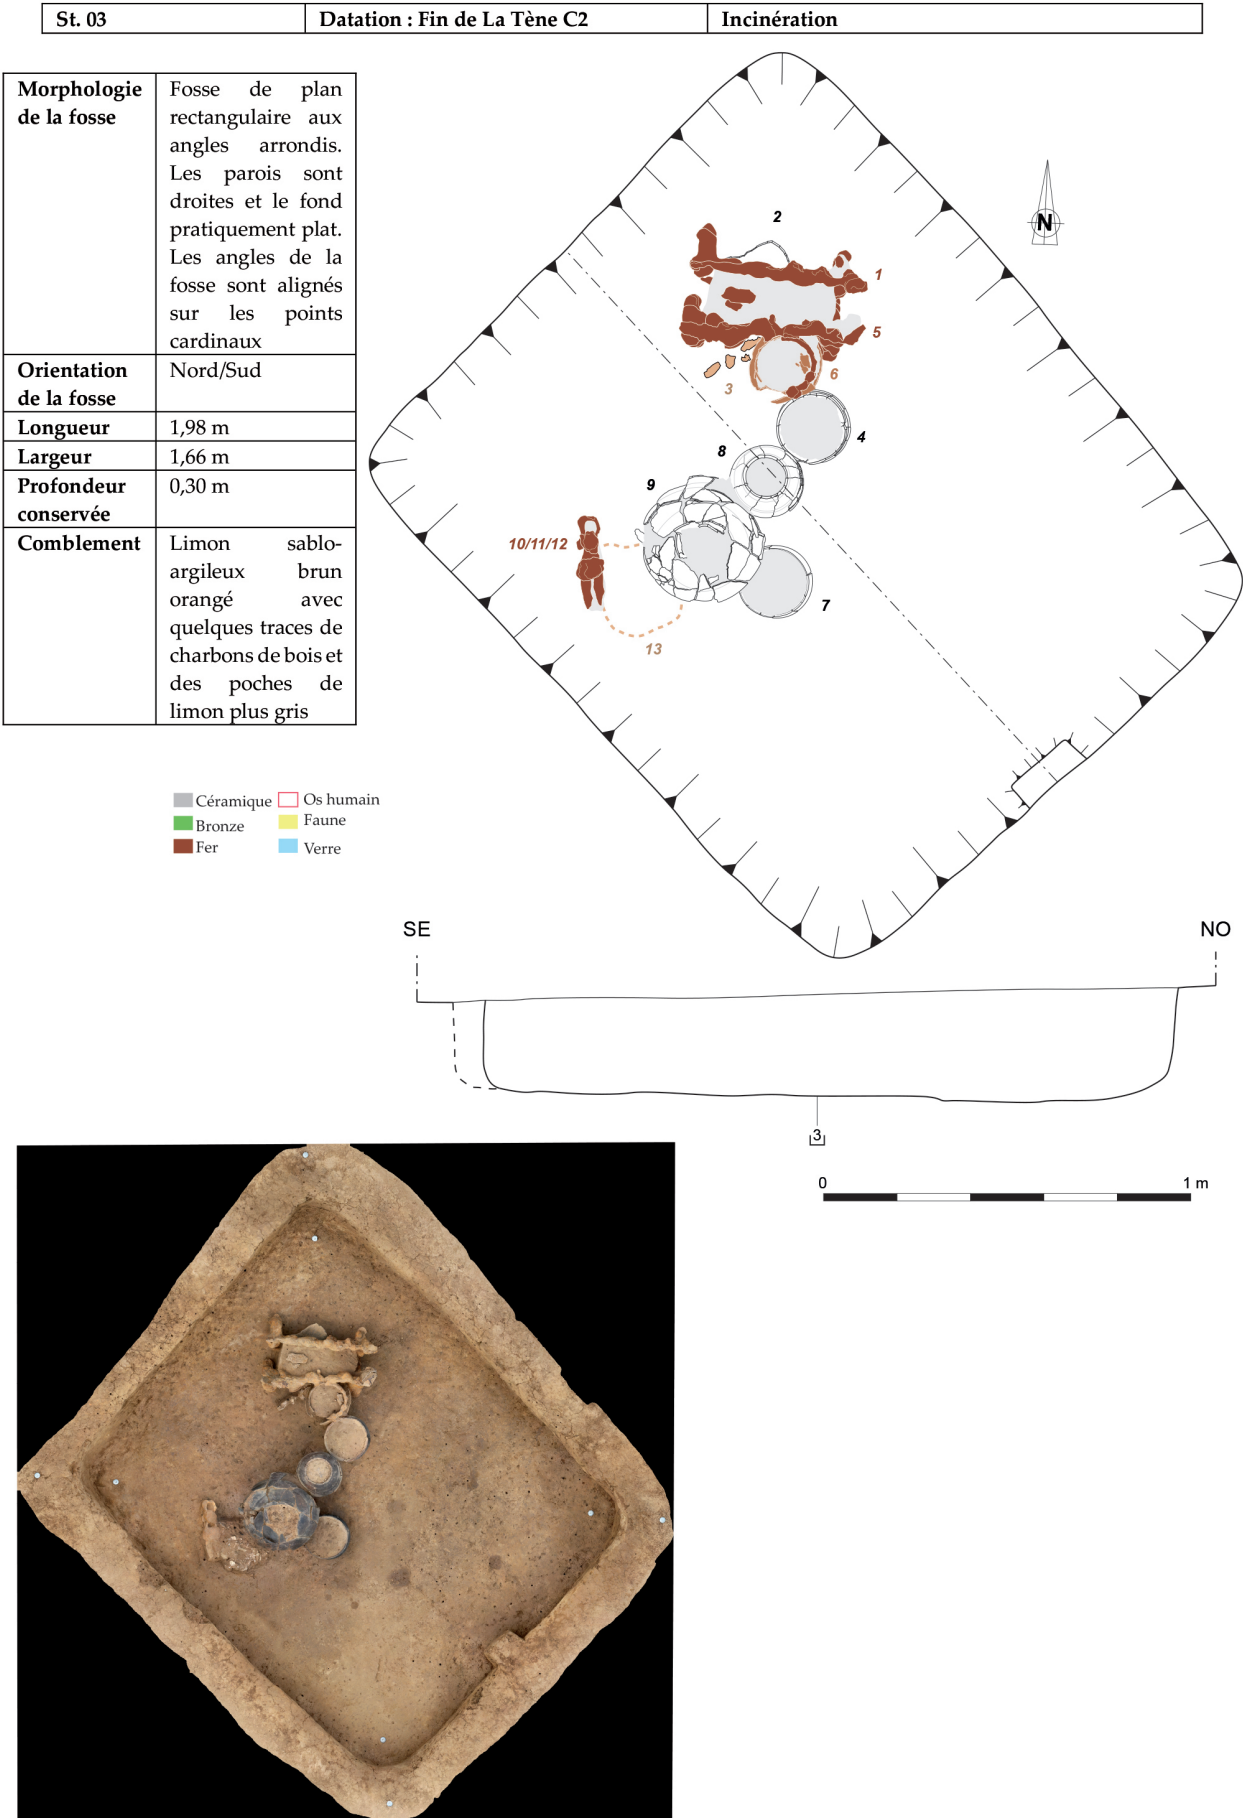 St. 03 Datation : Fin de La Tène C2 Incinération
Morphologie de la fosse
Fosse de plan
rectangulaire aux
angles arrondis.
Les parois sont
droites et le fond
pratiquement plat.
Les angles de la
fosse sont alignés
sur les points
cardinaux
Orientation de la fosse
Nord/Sud
Longueur 1,98 m
Largeur 1,66 m
Profondeur conservée
0,30 m
Comblement
Limon sablo-
argileux brun
orangé avec
quelques traces de
charbons de bois et
des poches de
limon plus gris
Céramique Os humain
Bronze Faune
Fer Verre
N
2
1
5
6
3
4
8
9
10/11/12
7
13
SE NO
3
0 1 m